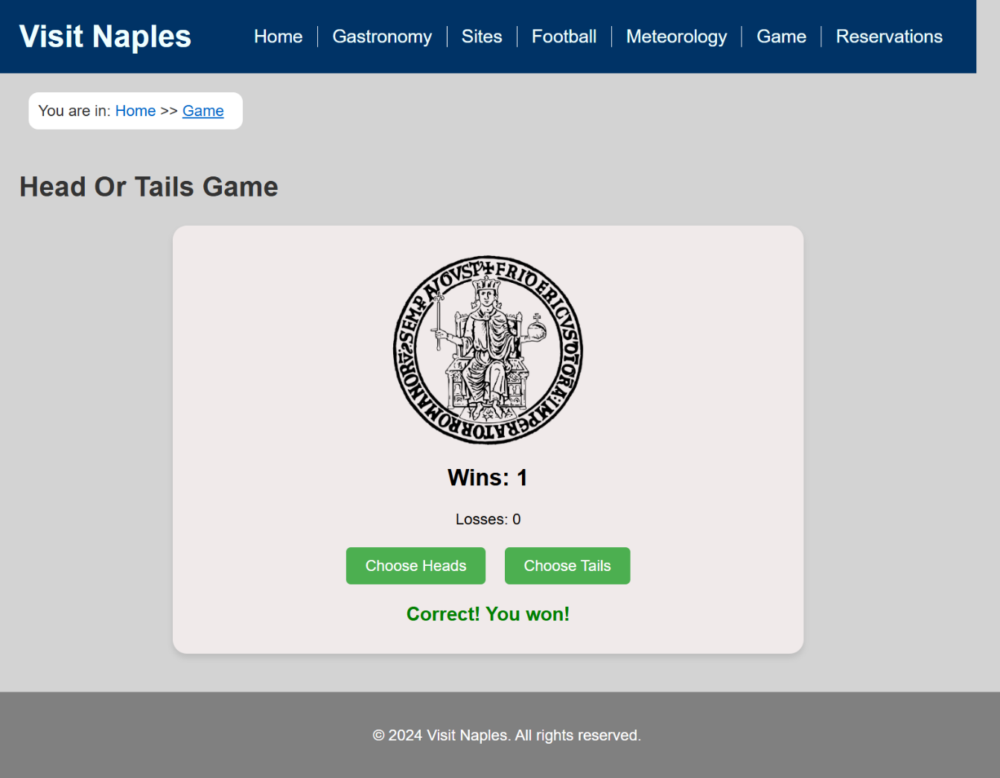 Visit Naples
Home
Gastronomy
Sites
Football
Meteorology
Game
Reservations
You are in: Home >> Game
Head Or Tails Game
FRIDERICVS
IMPERATOR
ROMANORV
SEMP
AVGVST
Wins: 1
Losses: 0
Choose Heads
Choose Tails
Correct! You won!
© 2024 Visit Naples. All rights reserved.